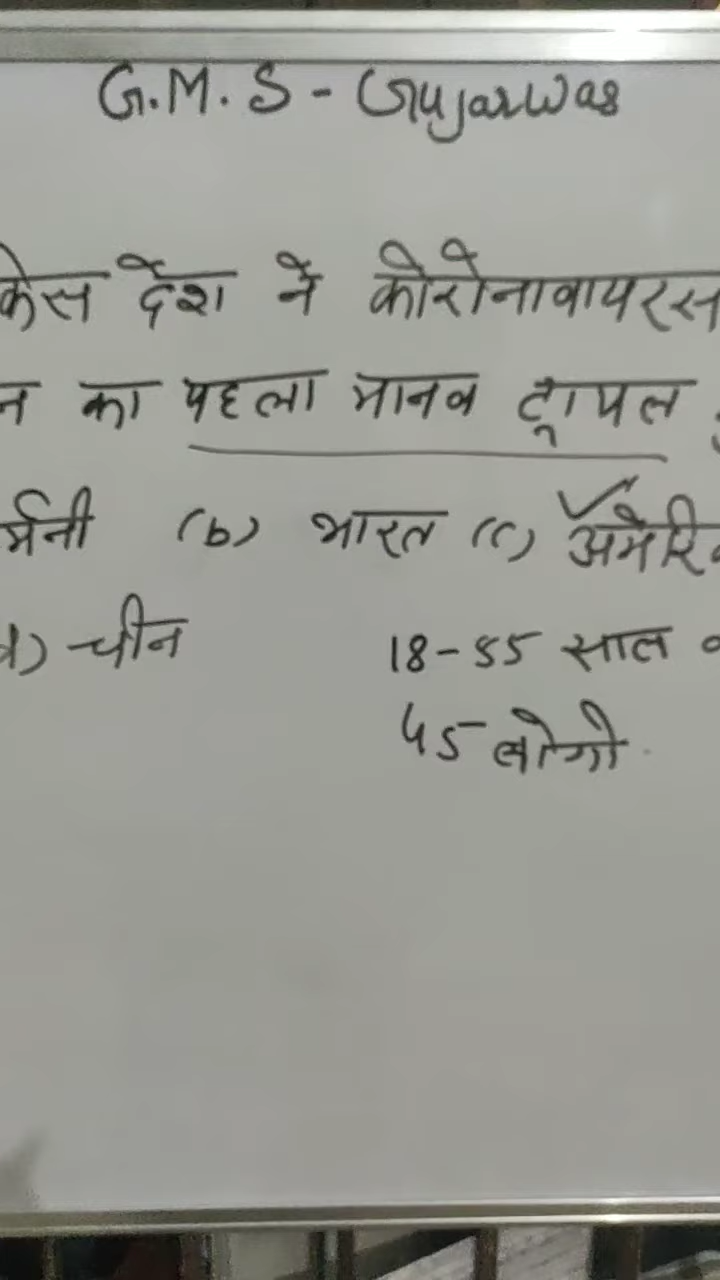 G.M.S - Gujarwas
केस देश ने कोरोनावायरस
न का पहला मानव ट्रायल
र्मनी (b) भारत (c) अमेरि
d) चीन 18-55 साल
45 लोगो